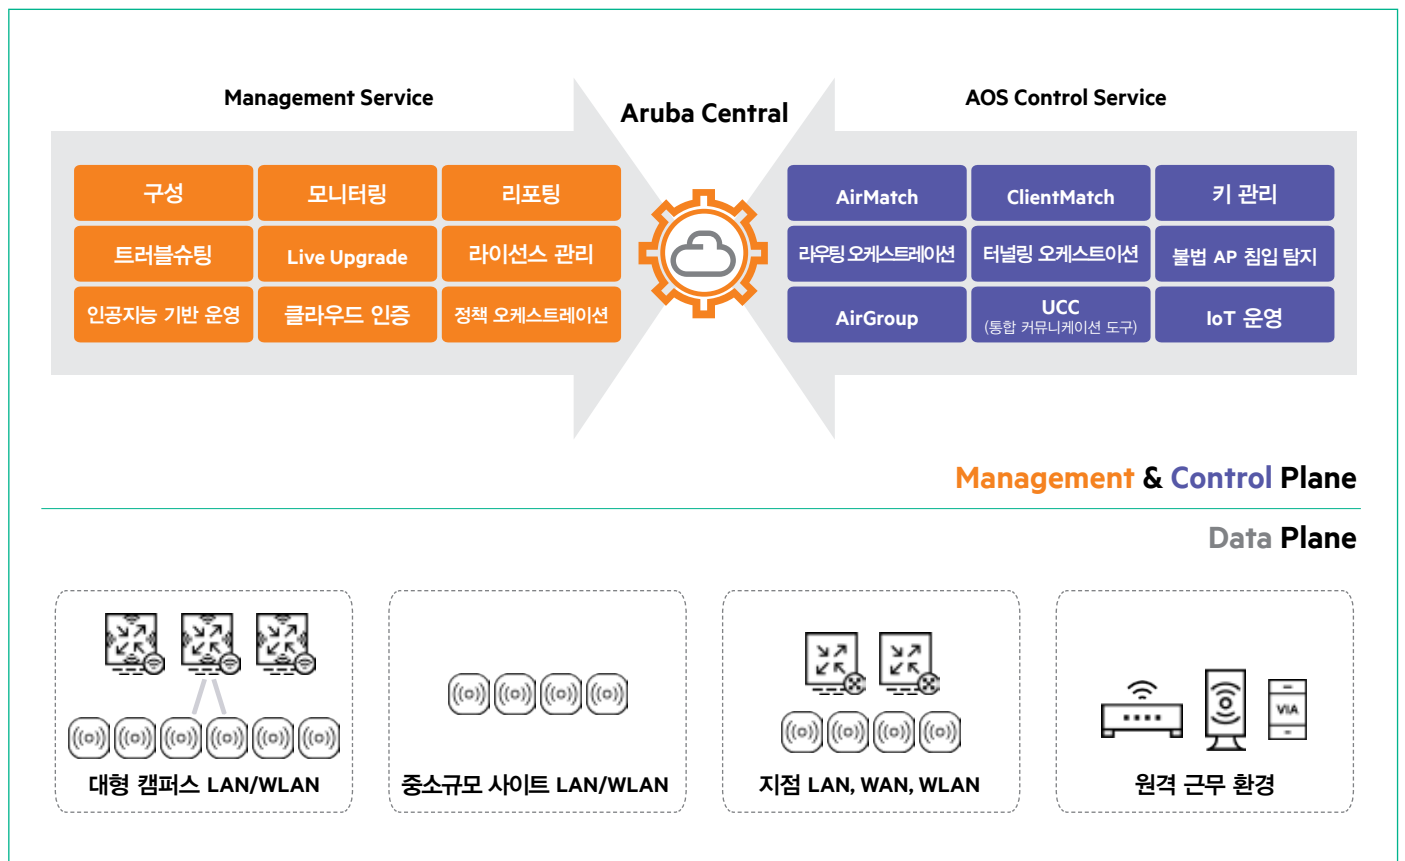 Management Service
Aruba Central
AOS Control Service
구성
모니터링
리포팅
트러블슈팅
Live Upgrade
라이선스 관리
인공지능 기반 운영
클라우드 인증
정책 오케스트레이션
AirMatch
ClientMatch
키 관리
라우팅 오케스트레이션
터널링 오케스트이션
불법 AP 침입 탐지
AirGroup
UCC
(통합 커뮤니케이션 도구)
IoT 운영
Management & Control Plane
Data Plane
대형 캠퍼스 LAN/WLAN
중소규모 사이트 LAN/WLAN
지점 LAN, WAN, WLAN
VIA
원격 근무 환경